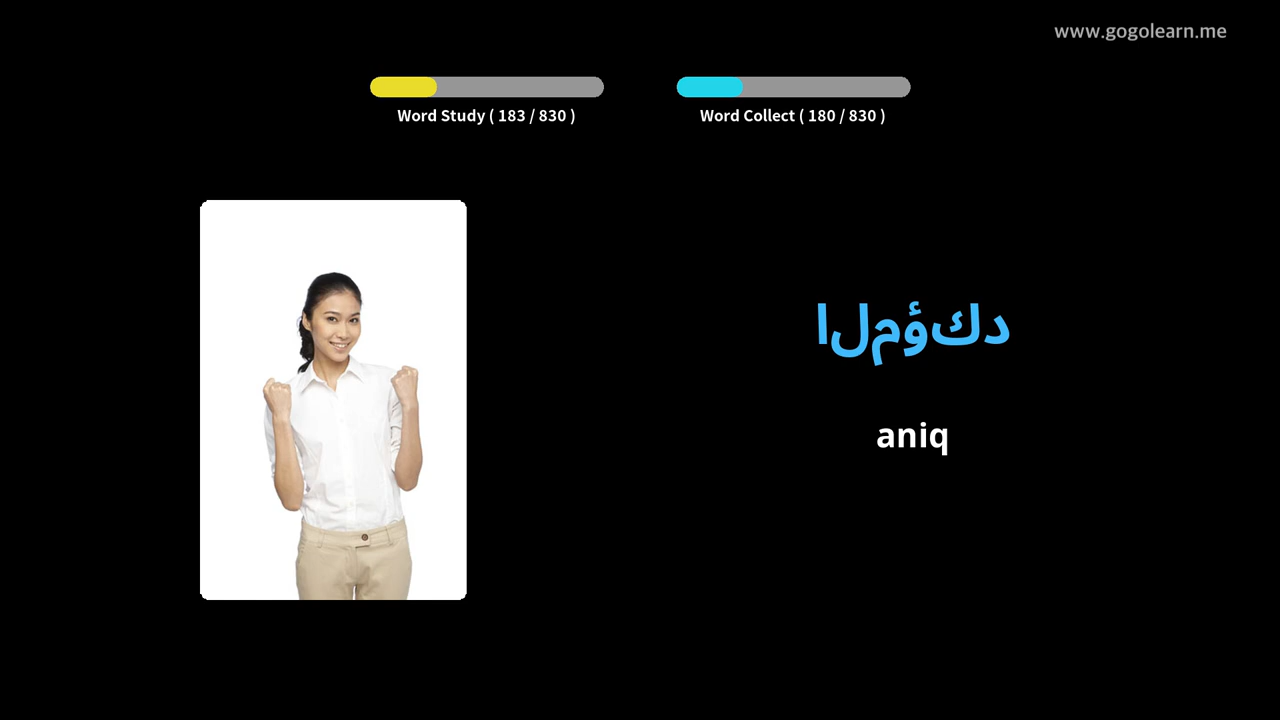 www.gogolearn.me
Word Study ( 183 / 830 )
Word Collect ( 180 / 830 )
المؤكد
aniq